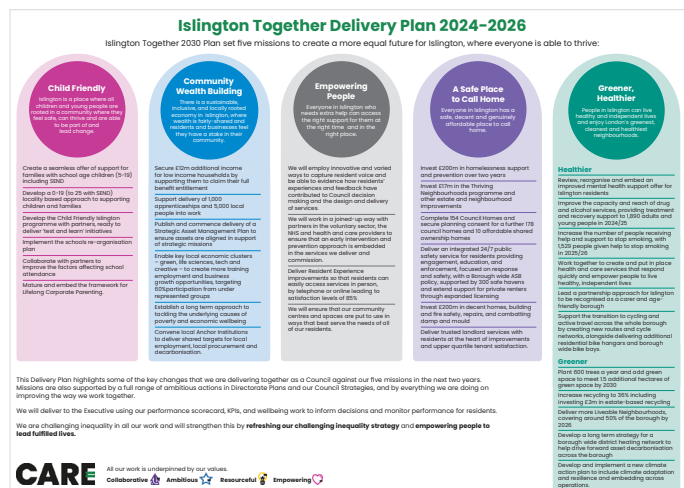 Islington Together Delivery Plan 2024-2026
Islington Together 2030 Plan set five missions to create a more equal future for Islington, where everyone is able to thrive:
Child Friendly
Islington is a place where all
children and young people are
rooted in a community where they
feel safe, can thrive and are able
to be part of and
lead change.
Create a seamless offer of support for
families with school age children (5-19)
including SEND
Develop a 0-19 (to 25 with SEND)
locality based approach to supporting
children and families
Develop the Child Friendly Islington
programme with partners, ready to
deliver 'test and learn' initiatives
Implement the schools re-organisation
plan
Collaborate with partners to
improve the factors affecting school
attendance
Mature and embed the framework for
Lifelong Corporate Parenting.
Community
Wealth Building
There is a sustainable,
inclusive, and locally rooted
economy in Islington, where
wealth is fairly-shared and
residents and businesses feel
they have a stake in their
community.
Secure £12m additional income
for low income households by
supporting them to claim their full
benefit entitlement
Support delivery of 1,000
apprenticeships and 5,000 local
people into work
Publish and commence delivery of a
Strategic Asset Management Plan to
ensure assets are aligned in support
of strategic missions
Enable key local economic clusters
– green, life sciences, tech and
creative – to create more training
employment and business
growth opportunities, targeting
60%participation from under
represented groups
Establish a long term approach to
tackling the underlying causes of
poverty and economic wellbeing
Convene local Anchor Institutions
to deliver shared targets for local
employment, local procurement and
decarbonisation.
Empowering
People
Everyone in Islington who
needs extra help can access
the right support for them at
the right time and in the
right place.
We will employ innovative and varied
ways to capture resident voice and
be able to evidence how residents'
experiences and feedback have
contributed to Council decision
making and the design and delivery
of services.
We will work in a joined-up way with
partners in the voluntary sector, the
NHS and health and care providers to
ensure that an early intervention and
prevention approach is embedded
in the services we deliver and
commission.
Deliver Resident Experience
improvements so that residents can
easily access services in person,
by telephone or online leading to
satisfaction levels of 85%
We will ensure that our community
centres and spaces are put to use in
ways that best serve the needs of all
of our residents.
A Safe Place
to Call Home
Everyone in Islington has a
safe, decent and genuinely
affordable place to call
home.
Invest £200m in homelessness support
and prevention over two years
Invest £17m in the Thriving
Neighbourhoods programme and
other estate and neighbourhood
improvements
Complete 154 Council Homes and
secure planning consent for a further 178
council homes and 10 affordable shared
ownership homes
Deliver an integrated 24/7 public
safety service for residents providing
engagement, education, and
enforcement, focused on response
and safety, with a Borough wide ASB
policy, supported by 300 safe havens
and extend support for private renters
through expanded licensing
Invest £200m in decent homes, building
and fire safety, repairs, and combatting
damp and mould
Deliver trusted landlord services with
residents at the heart of improvements
and upper quartile tenant satisfaction.
Greener,
Healthier
People in Islington can live
healthy and independent lives
and enjoy London's greenest,
cleanest and healthiest
neighbourhoods.
Healthier
Review, reorganise and embed an
improved mental health support offer for
Islington residents
Improve the capacity and reach of drug
and alcohol services, providing treatment
and recovery support to 1,890 adults and
young people in 2024/25
Increase the number of people receiving
help and support to stop smoking, with
1,529 people given help to stop smoking
in 2025/26
Work together to create and put in place
health and care services that respond
quickly and empower people to live
healthy, independent lives
Lead a partnership approach for Islington
to be recognised as a carer and age-
friendly borough
Support the transition to cycling and
active travel across the whole borough
by creating new routes and cycle
networks, alongside delivering additional
residential bike hangars and borough
wide bike bays.
Greener
Plant 600 trees a year and add green
space to meet 1.5 additional hectares of
green space by 2030
Increase recycling to 36% including
investing £2m in estate-based recycling
Deliver more Liveable Neighbourhoods,
covering around 50% of the borough by
2026
Develop a long term strategy for a
borough wide district heating network to
help drive forward asset decarbonisation
across the borough
Develop and implement a new climate
action plan to include climate adaptation
and resilience and embedding across
operations.
This Delivery Plan highlights some of the key changes that we are delivering together as a Council against our five missions in the next two years.
Missions are also supported by a full range of ambitious actions in Directorate Plans and our Council Strategies, and by everything we are doing on
improving the way we work together.
We will deliver to the Executive using our performance scorecard, KPIs, and wellbeing work to inform decisions and monitor performance for residents.
We are challenging inequality in all our work and will strengthen this by refreshing our challenging inequality strategy and empowering people to
lead fulfilled lives.
CARE
All our work is underpinned by our values.
Collaborative Ambitious Resourceful Empowering